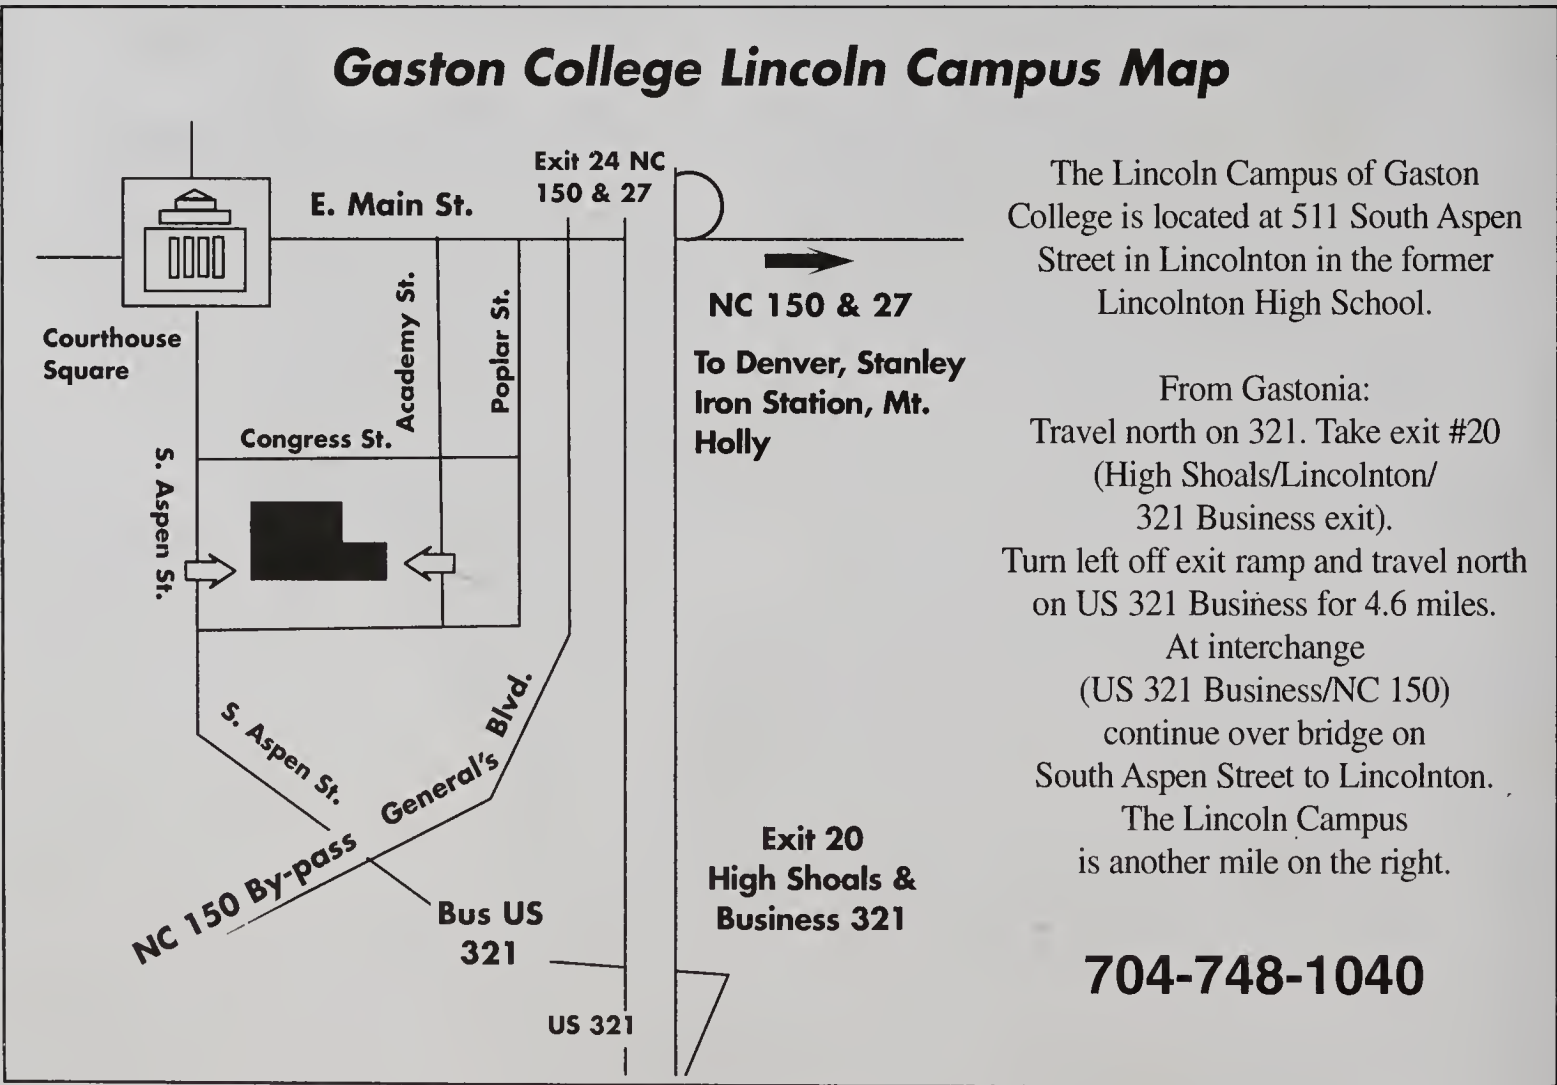 Gaston College Lincoln Campus Map
Exit 24 NC
150 & 27
E. Main St.
Courthouse
Square
Academy St.
Poplar St.
NC 150 & 27
To Denver, Stanley
Iron Station, Mt.
Holly
Congress St.
S. Aspen St.
S. Aspen St.
General's Blvd.
NC 150 By-pass
Bus US
321
Exit 20
High Shoals &
Business 321
US 321
The Lincoln Campus of Gaston
College is located at 511 South Aspen
Street in Lincolnton in the former
Lincolnton High School.
From Gastonia:
Travel north on 321. Take exit #20
(High Shoals/Lincolnton/
321 Business exit).
Turn left off exit ramp and travel north
on US 321 Business for 4.6 miles.
At interchange
(US 321 Business/NC 150)
continue over bridge on
South Aspen Street to Lincolnton.
The Lincoln Campus
is another mile on the right.
704-748-1040